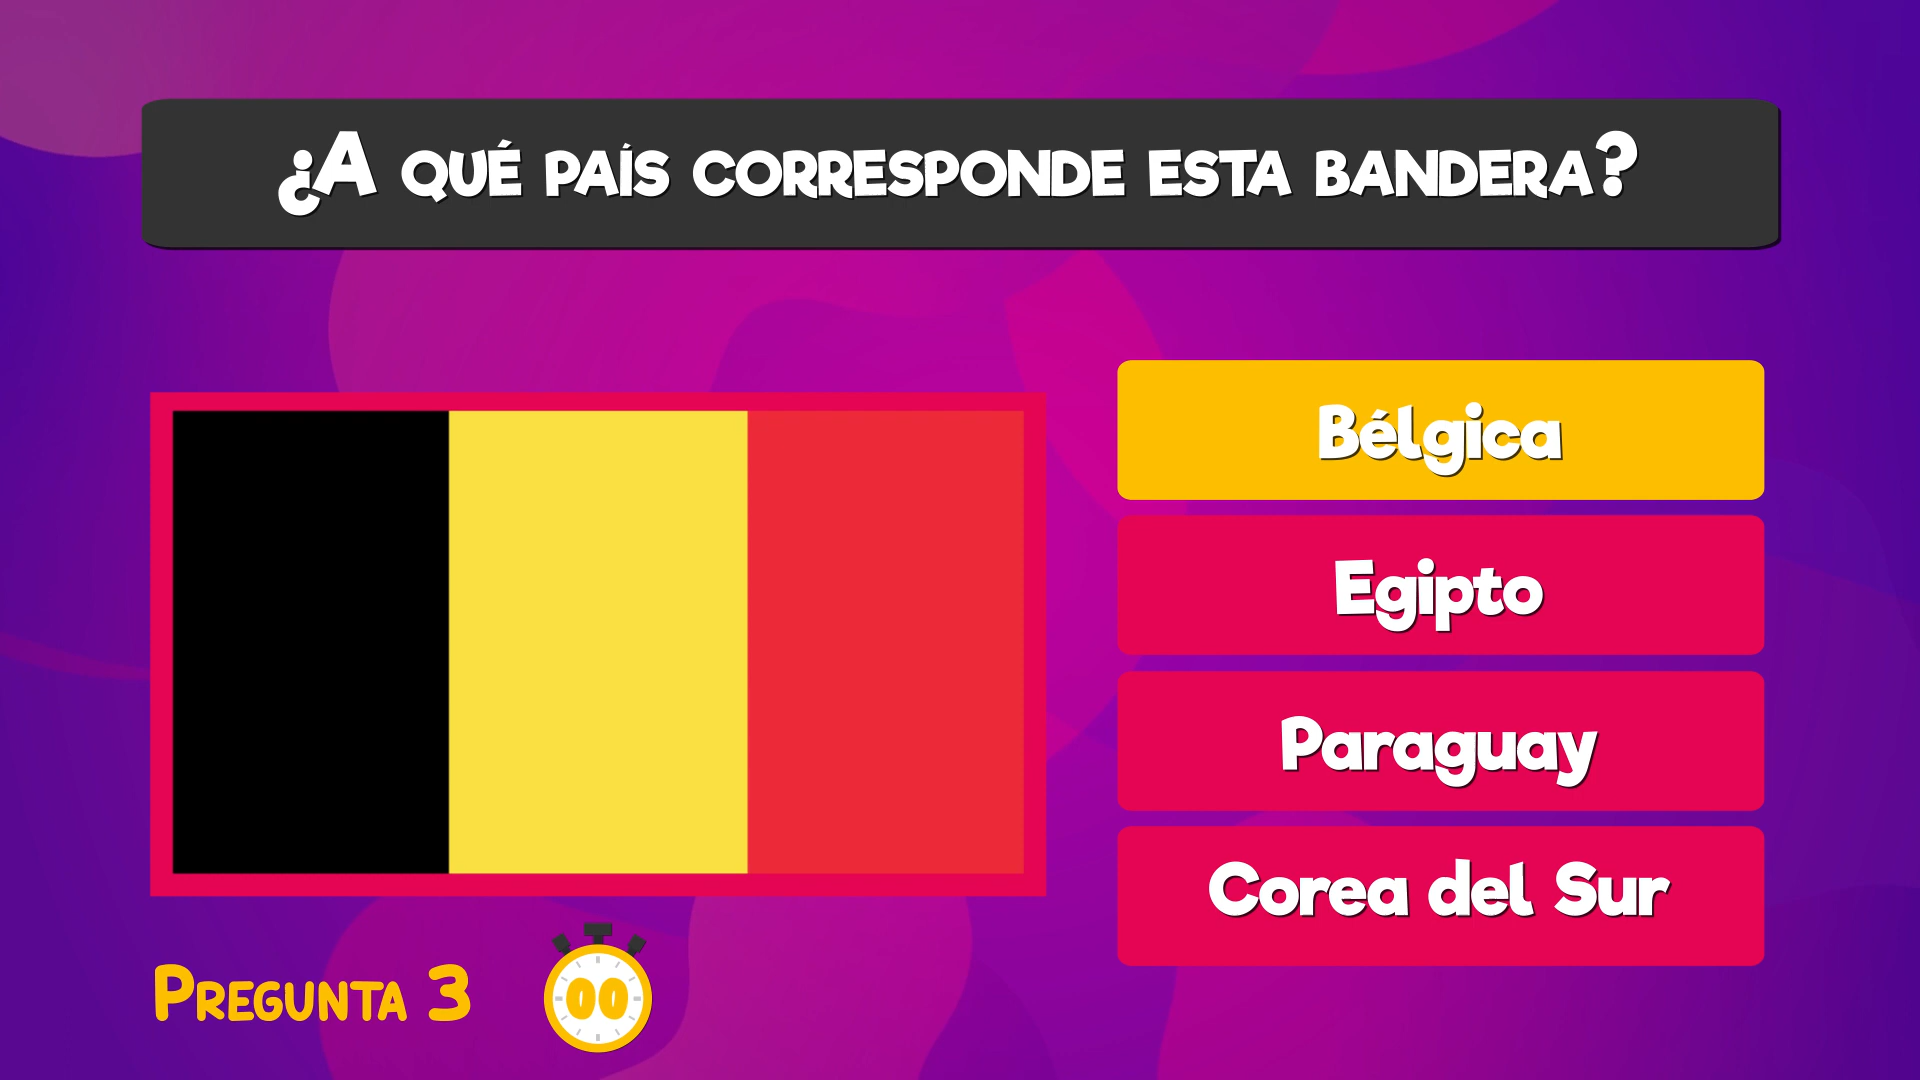 ¿A QUÉ PAÍS CORRESPONDE ESTA BANDERA?
Bélgica
Egipto
Paraguay
Corea del Sur
PREGUNTA 3
00